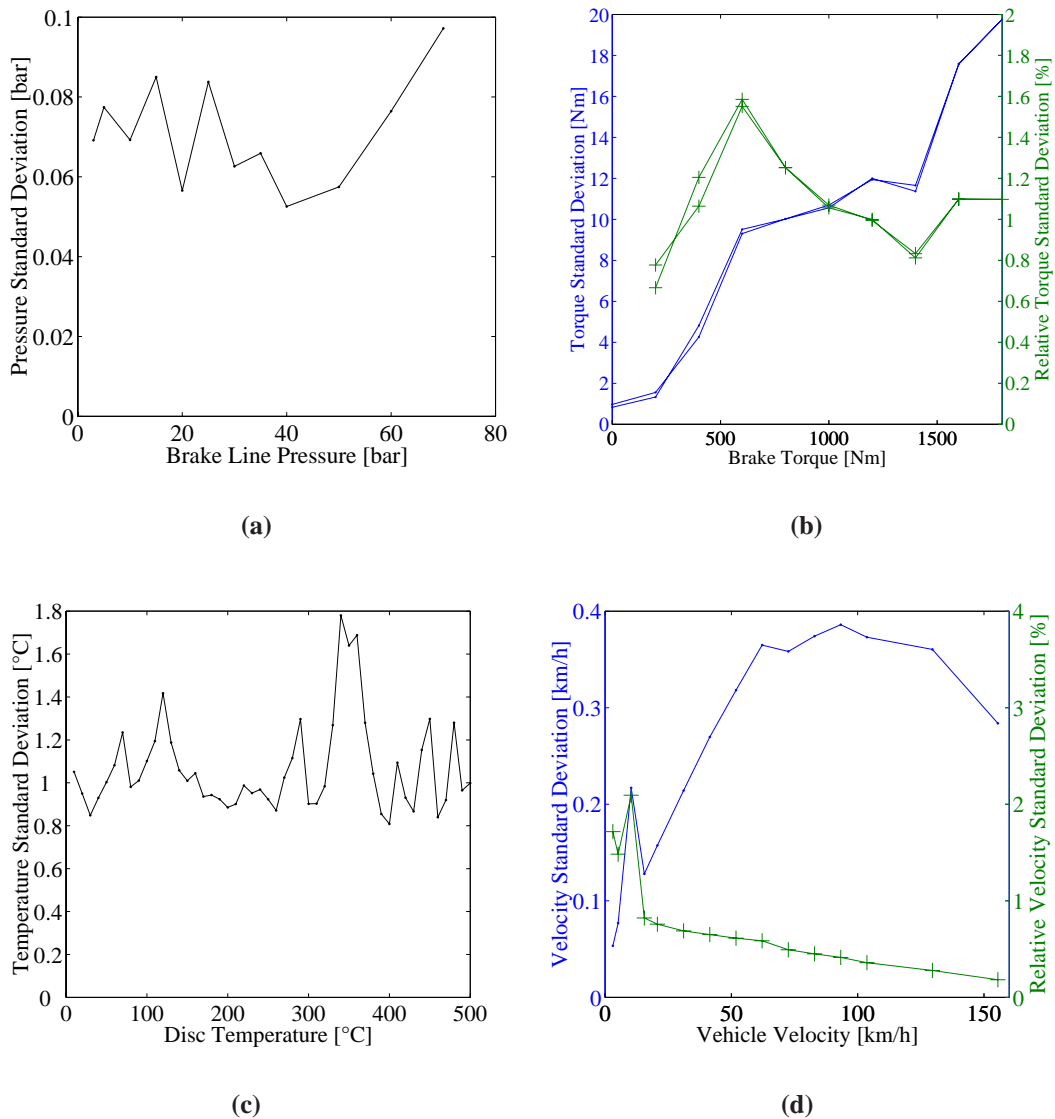 0.1
0.08
0.06
0.04
0.02
0
0 20 40 60 80
Pressure Standard Deviation [bar]
Brake Line Pressure [bar]
(a)
20
18
16
14
12
10
8
6
4
2
0
Torque Standard Deviation [Nm]
2
1.8
1.6
1.4
1.2
1
0.8
0.6
0.4
0.2
0
Relative Torque Standard Deviation [%]
0 500 1000 1500
Brake Torque [Nm]
(b)
1.8
1.6
1.4
1.2
1
0.8
0.6
0.4
0.2
0
Temperature Standard Deviation [°C]
0 100 200 300 400 500
Disc Temperature [°C]
(c)
0.4
0.3
0.2
0.1
0
Velocity Standard Deviation [km/h]
4
3
2
1
0
Relative Velocity Standard Deviation [%]
0 50 100 150
Vehicle Velocity [km/h]
(d)